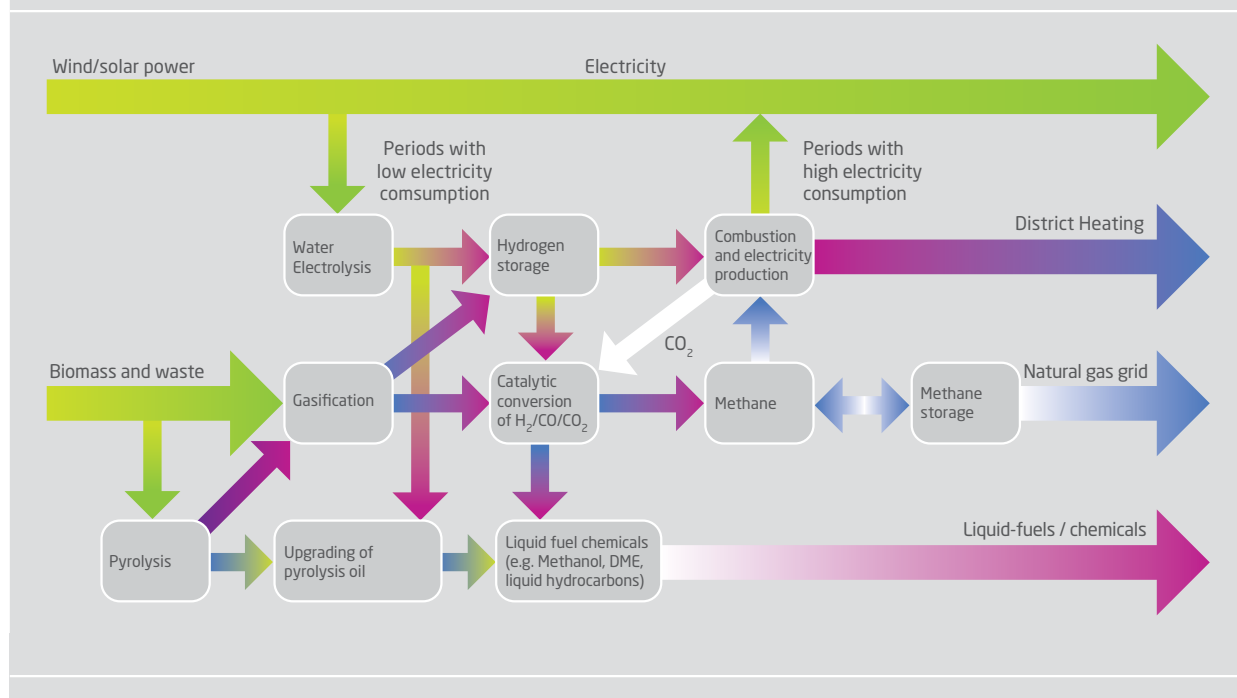 Wind/solar power
Electricity
Periods with
low electricity
comsumption
Periods with
high electricity
consumption
Water
Electrolysis
Hydrogen
storage
Combustion
and electricity
production
District Heating
CO₂
Biomass and waste
Gasification
Catalytic
conversion
of H₂/CO/CO₂
Methane
Methane
storage
Natural gas grid
Pyrolysis
Upgrading of
pyrolysis oil
Liquid fuel chemicals
(e.g. Methanol, DME,
liquid hydrocarbons)
Liquid-fuels / chemicals